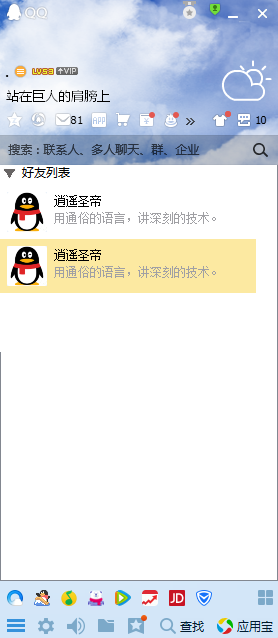 QQ
. LV53 VIP
站在巨人的肩膀上
81 APP 10
搜索：联系人、多人聊天、群、企业
好友列表
逍遥圣帝
用通俗的语言，讲深刻的技术。
逍遥圣帝
用通俗的语言，讲深刻的技术。
JD
查找 应用宝